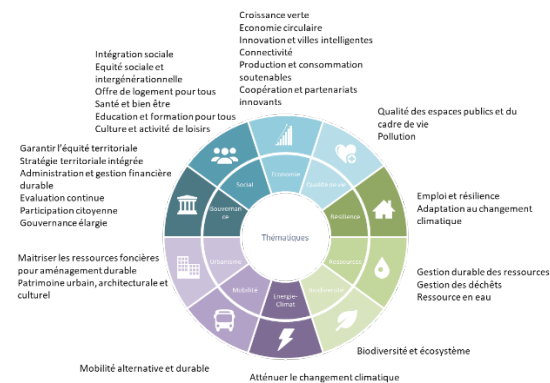 Croissance verte
Economie circulaire
Innovation et villes intelligentes
Connectivité
Production et consommation
soutenables
Coopération et partenariats
innovants
Intégration sociale
Equité sociale et
intergénérationnelle
Offre de logement pour tous
Santé et bien être
Education et formation pour tous
Culture et activité de loisirs
Qualité des espaces publics et du
cadre de vie
Pollution
Garantir l'équité territoriale
Stratégie territoriale intégrée
Administration et gestion financière
durable
Evaluation continue
Participation citoyenne
Gouvernance élargie
Emploi et résilience
Adaptation au changement
climatique
Maitriser les ressources foncières
pour aménagement durable
Patrimoine urbain, architecturale et
culturel
Gestion durable des ressources
Gestion des déchêts
Ressource en eau
Biodiversité et écosystème
Mobilité alternative et durable
Atténuer le changement climatique
Thématiques
Social
Economie
Qualité de vie
Gouvernan
ce
Résilience
Urbanisme
Ressources
Mobilité
Energie-
Climat